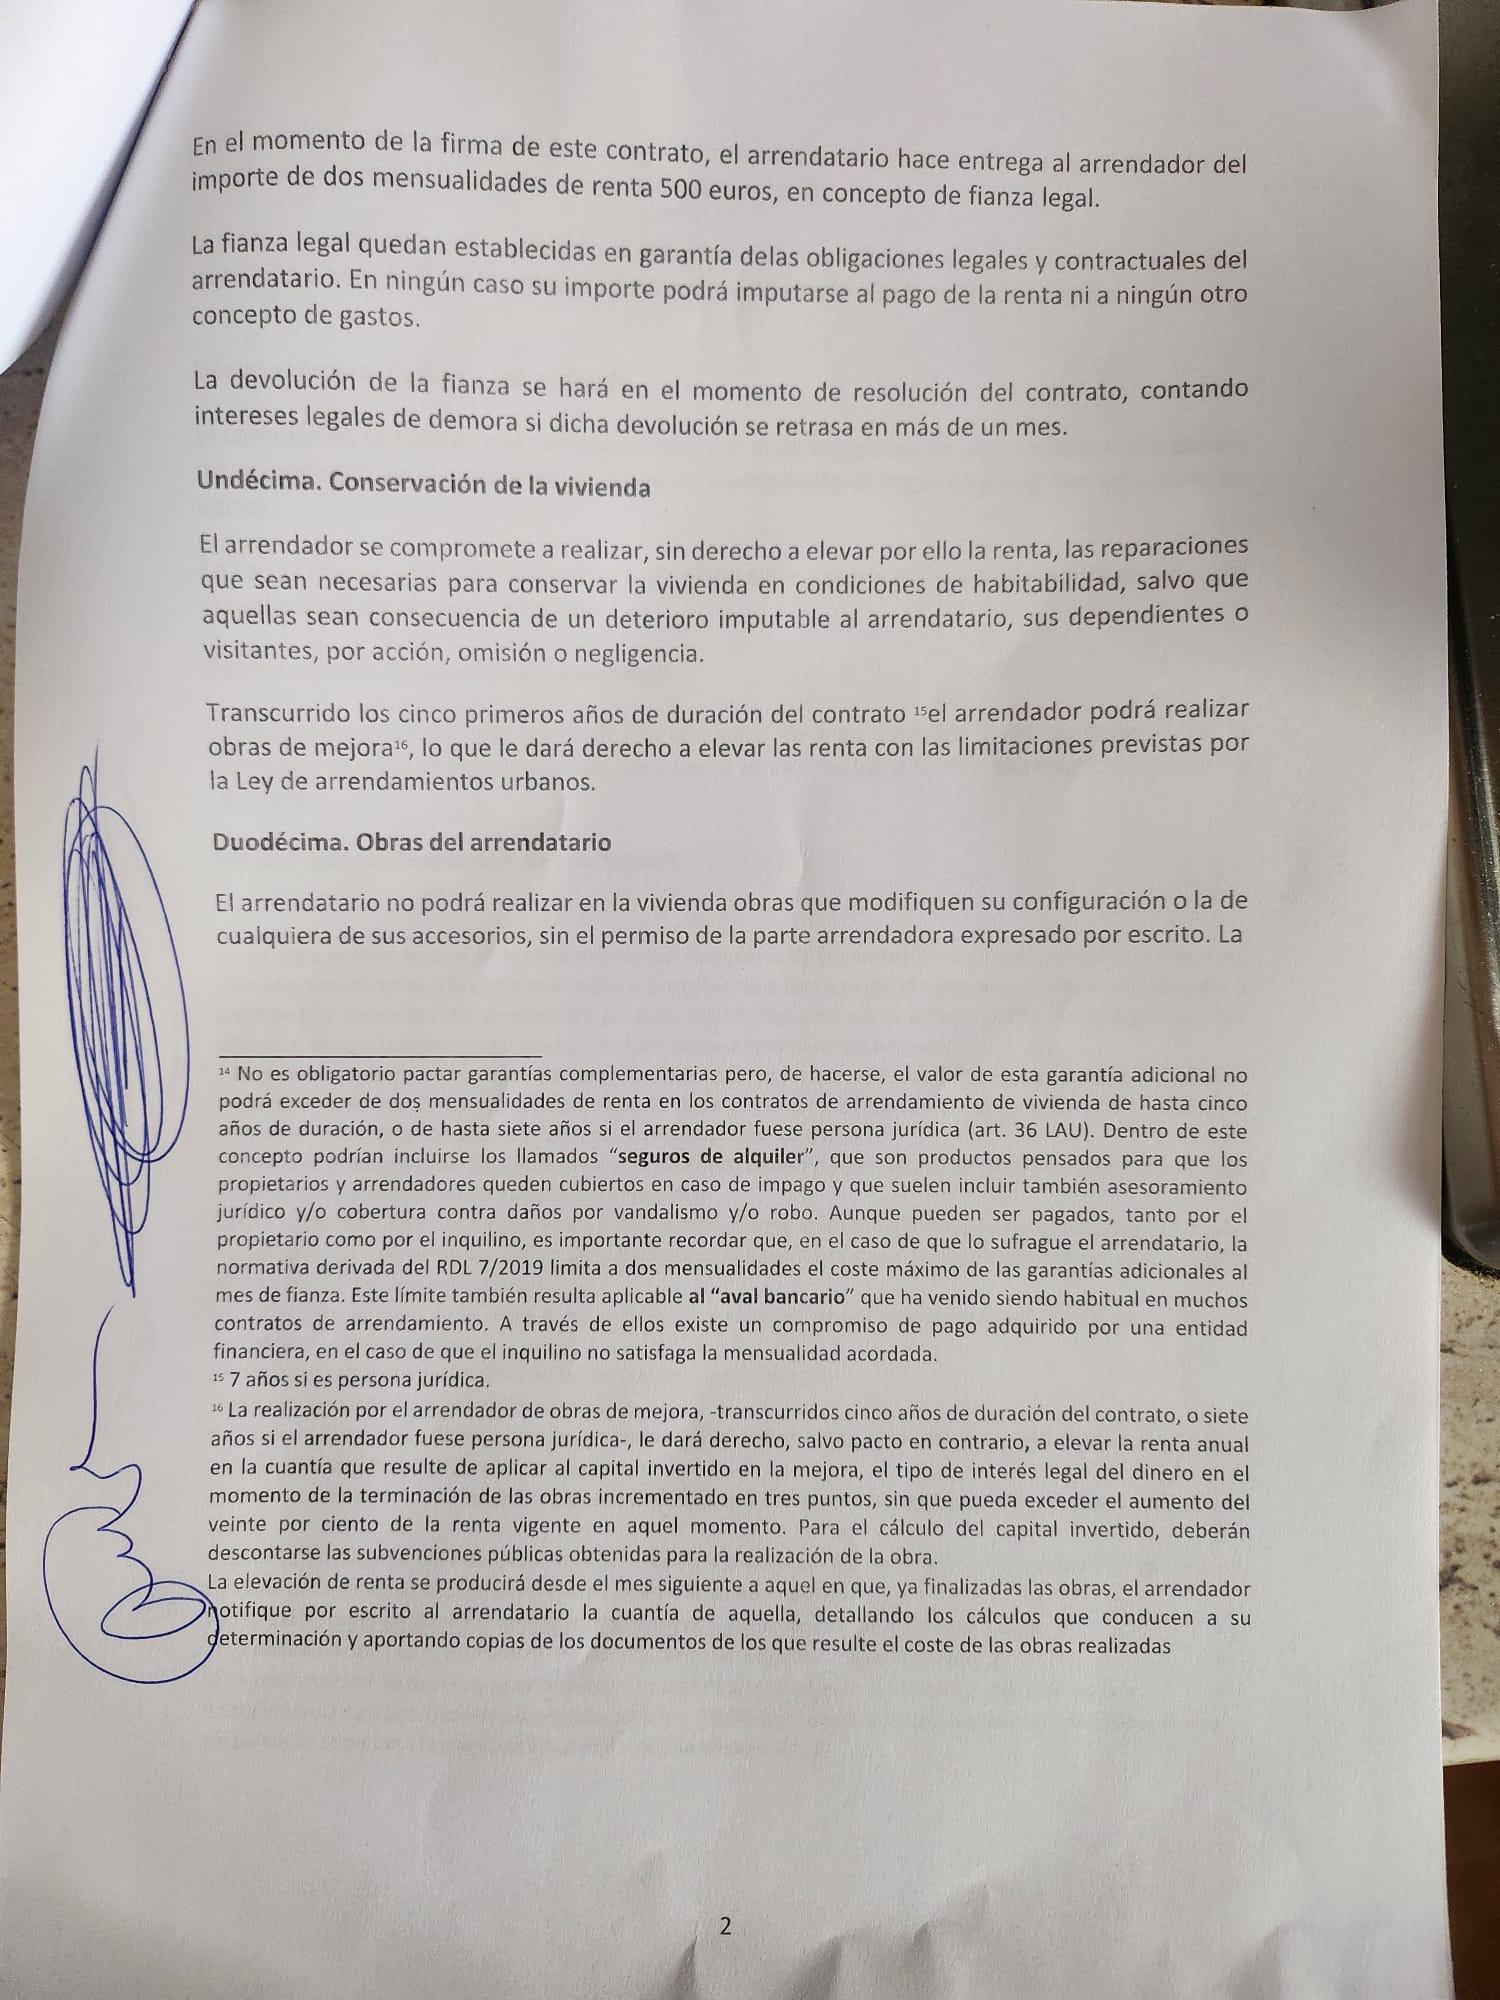 En el momento de la firma de este contrato, el arrendatario hace entrega al arrendador del
importe de dos mensualidades de renta 500 euros, en concepto de fianza legal.
La fianza legal quedan establecidas en garantía delas obligaciones legales y contractuales del
arrendatario. En ningún caso su importe podrá imputarse al pago de la renta ni a ningún otro
concepto de gastos.
La devolución de la fianza se hará en el momento de resolución del contrato, contando
intereses legales de demora si dicha devolución se retrasa en más de un mes.
Undécima. Conservación de la vivienda
El arrendador se compromete a realizar, sin derecho a elevar por ello la renta, las reparaciones
que sean necesarias para conservar la vivienda en condiciones de habitabilidad, salvo que
aquellas sean consecuencia de un deterioro imputable al arrendatario, sus dependientes o
visitantes, por acción, omisión o negligencia.
Transcurrido los cinco primeros años de duración del contrato ¹⁵el arrendador podrá realizar
obras de mejora¹⁶, lo que le dará derecho a elevar las renta con las limitaciones previstas por
la Ley de arrendamientos urbanos.
Duodécima. Obras del arrendatario
El arrendatario no podrá realizar en la vivienda obras que modifiquen su configuración o la de
cualquiera de sus accesorios, sin el permiso de la parte arrendadora expresado por escrito. La
¹⁴ No es obligatorio pactar garantías complementarias pero, de hacerse, el valor de esta garantía adicional no
podrá exceder de dos mensualidades de renta en los contratos de arrendamiento de vivienda de hasta cinco
años de duración, o de hasta siete años si el arrendador fuese persona jurídica (art. 36 LAU). Dentro de este
concepto podrían incluirse los llamados “seguros de alquiler”, que son productos pensados para que los
propietarios y arrendadores queden cubiertos en caso de impago y que suelen incluir también asesoramiento
jurídico y/o cobertura contra daños por vandalismo y/o robo. Aunque pueden ser pagados, tanto por el
propietario como por el inquilino, es importante recordar que, en el caso de que lo sufrague el arrendatario, la
normativa derivada del RDL 7/2019 limita a dos mensualidades el coste máximo de las garantías adicionales al
mes de fianza. Este límite también resulta aplicable al “aval bancario” que ha venido siendo habitual en muchos
contratos de arrendamiento. A través de ellos existe un compromiso de pago adquirido por una entidad
financiera, en el caso de que el inquilino no satisfaga la mensualidad acordada.
¹⁵ 7 años si es persona jurídica.
¹⁶ La realización por el arrendador de obras de mejora, -transcurridos cinco años de duración del contrato, o siete
años si el arrendador fuese persona jurídica-, le dará derecho, salvo pacto en contrario, a elevar la renta anual
en la cuantía que resulte de aplicar al capital invertido en la mejora, el tipo de interés legal del dinero en el
momento de la terminación de las obras incrementado en tres puntos, sin que pueda exceder el aumento del
veinte por ciento de la renta vigente en aquel momento. Para el cálculo del capital invertido, deberán
descontarse las subvenciones públicas obtenidas para la realización de la obra.
La elevación de renta se producirá desde el mes siguiente a aquel en que, ya finalizadas las obras, el arrendador
notifique por escrito al arrendatario la cuantía de aquella, detallando los cálculos que conducen a su
determinación y aportando copias de los documentos de los que resulte el coste de las obras realizadas
2